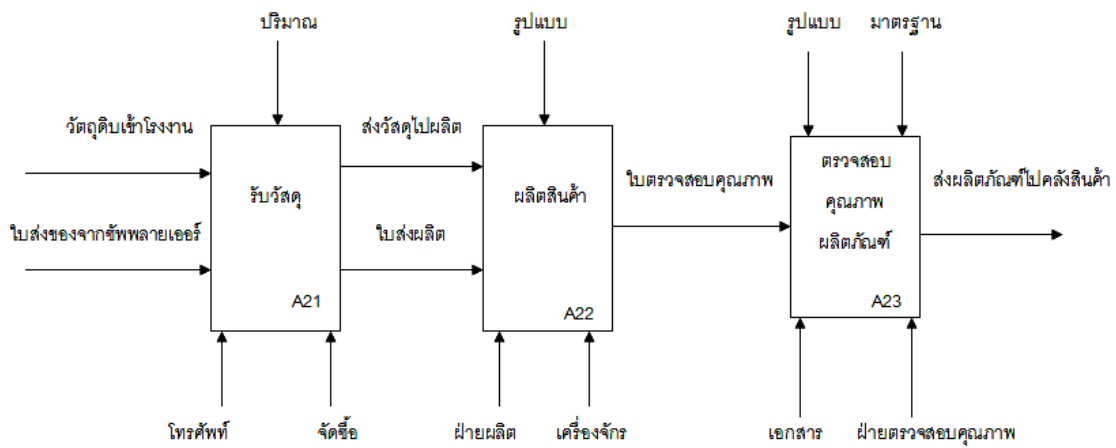 ปริมาณ
รูปแบบ
รูปแบบ
มาตรฐาน
วัตถุดิบเข้าโรงงาน
ส่งวัสดุไปผลิต
รับวัสดุ
ผลิตสินค้า
ใบตรวจสอบคุณภาพ
ตรวจสอบ
คุณภาพ
ผลิตภัณฑ์
ส่งผลิตภัณฑ์ไปคลังสินค้า
ใบส่งของจากซัพพลายเออร์
ใบส่งผลิต
A21
A22
A23
โทรศัพท์
จัดซื้อ
ฝ่ายผลิต
เครื่องจักร
เอกสาร
ฝ่ายตรวจสอบคุณภาพ